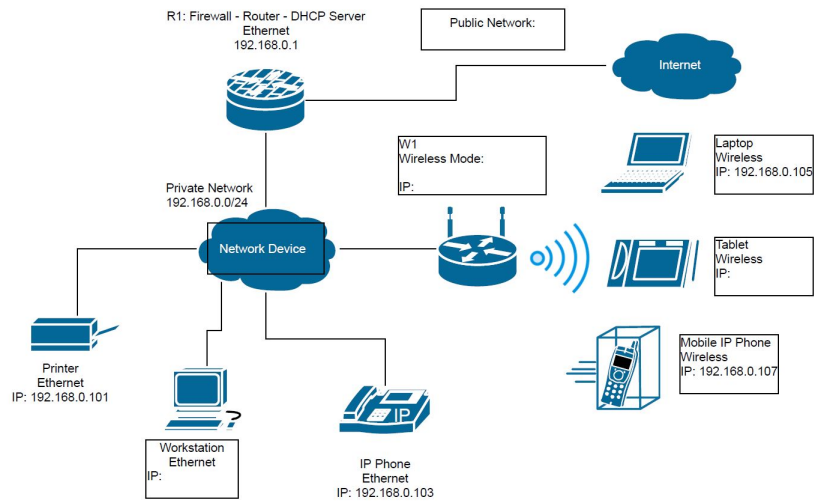 R1: Firewall - Router - DHCP Server
Ethernet
192.168.0.1
Public Network:
Internet
W1
Wireless Mode:
IP:
Laptop
Wireless
IP: 192.168.0.105
Private Network
192.168.0.0/24
Network Device
Tablet
Wireless
IP:
Printer
Ethernet
IP: 192.168.0.101
Mobile IP Phone
Wireless
IP: 192.168.0.107
Workstation
Ethernet
IP:
IP
IP Phone
Ethernet
IP: 192.168.0.103